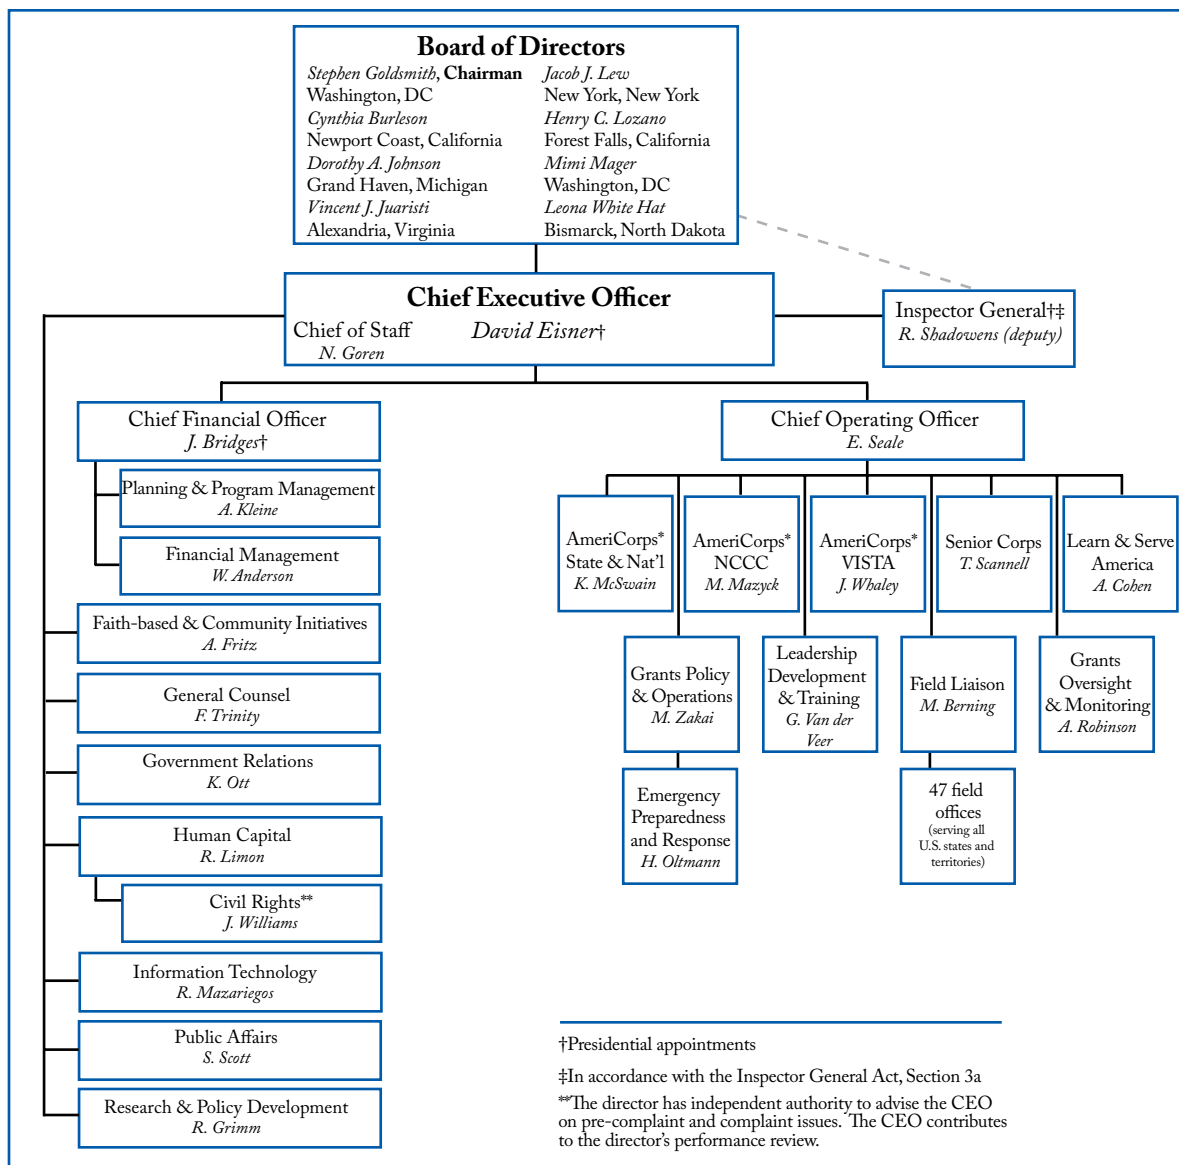 Board of Directors
Stephen Goldsmith, Chairman
Washington, DC
Cynthia Burleson
Newport Coast, California
Dorothy A. Johnson
Grand Haven, Michigan
Vincent J. Juaristi
Alexandria, Virginia
Jacob J. Lew
New York, New York
Henry C. Lozano
Forest Falls, California
Mimi Mager
Washington, DC
Leona White Hat
Bismarck, North Dakota
Chief Executive Officer
David Eisner†
Chief of Staff
N. Goren
Inspector General†‡
R. Shadowens (deputy)
Chief Financial Officer
J. Bridges†
Planning & Program Management
A. Kleine
Financial Management
W. Anderson
Faith-based & Community Initiatives
A. Fritz
General Counsel
F. Trinity
Government Relations
K. Ott
Human Capital
R. Limon
Civil Rights**
J. Williams
Information Technology
R. Mazariegos
Public Affairs
S. Scott
Research & Policy Development
R. Grimm
Chief Operating Officer
E. Seale
AmeriCorps*
State & Nat'l
K. McSwain
AmeriCorps*
NCCC
M. Mazyck
AmeriCorps*
VISTA
J. Whaley
Senior Corps
T. Scannell
Learn & Serve
America
A. Cohen
Grants Policy
& Operations
M. Zakai
Leadership
Development
& Training
G. Van der
Veer
Field Liaison
M. Berning
Grants
Oversight
& Monitoring
A. Robinson
Emergency
Preparedness
and Response
H. Oltmann
47 field
offices
(serving all
U.S. states and
territories)
†Presidential appointments
‡In accordance with the Inspector General Act, Section 3a
**The director has independent authority to advise the CEO
on pre-complaint and complaint issues. The CEO contributes
to the director's performance review.